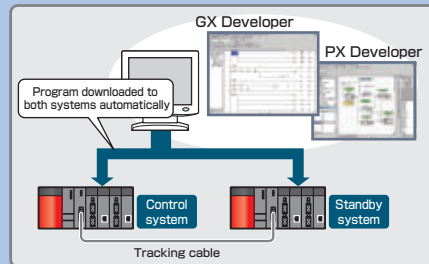 GX Developer
PX Developer
Program downloaded to
both systems automatically
Control
system
Standby
system
Tracking cable